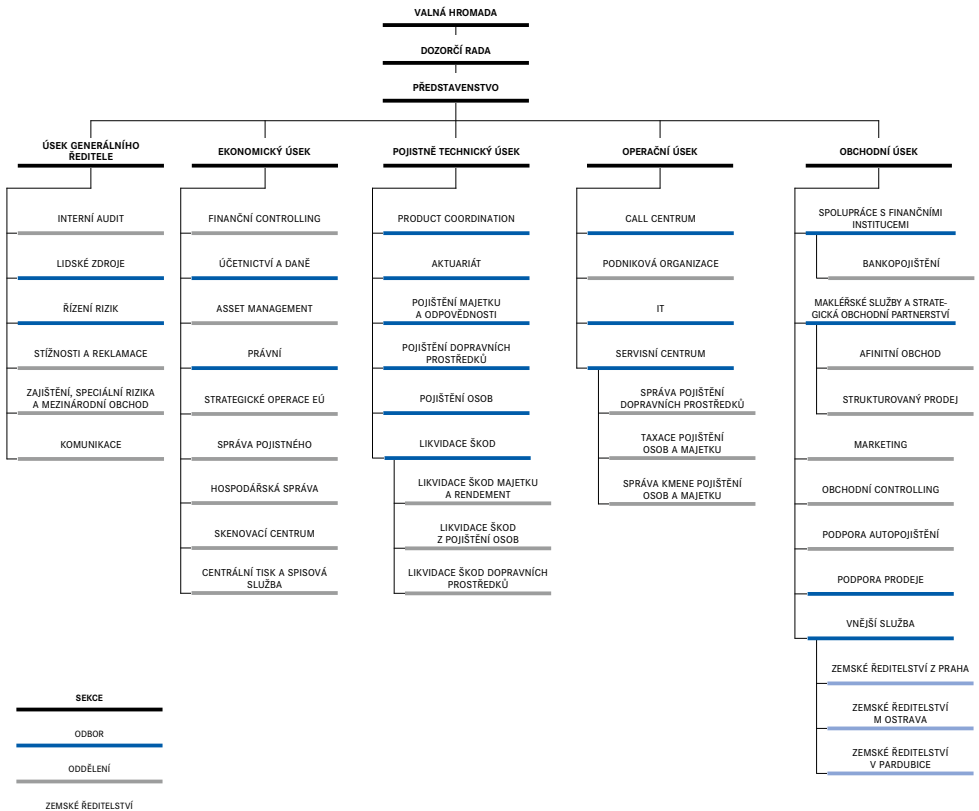 VALNÁ HROMADA
DOZORČÍ RADA
PŘEDSTAVENSTVO
ÚSEK GENERÁLNÍHO
ŘEDITELE
INTERNÍ AUDIT
LIDSKÉ ZDROJE
ŘÍZENÍ RIZIK
STÍŽNOSTI A REKLAMACE
ZAJIŠTĚNÍ, SPECIÁLNÍ RIZIKA
A MEZINÁRODNÍ OBCHOD
KOMUNIKACE
EKONOMICKÝ ÚSEK
FINANČNÍ CONTROLLING
ÚČETNICTVÍ A DANĚ
ASSET MANAGEMENT
PRÁVNÍ
STRATEGICKÉ OPERACE EÚ
SPRÁVA POJISTNÉHO
HOSPODÁŘSKÁ SPRÁVA
SKENOVACÍ CENTRUM
CENTRÁLNÍ TISK A SPISOVÁ
SLUŽBA
POJISTNĚ TECHNICKÝ ÚSEK
PRODUCT COORDINATION
AKTUARIÁT
POJIŠTĚNÍ MAJETKU
A ODPOVĚDNOSTI
POJIŠTĚNÍ DOPRAVNÍCH
PROSTŘEDKŮ
POJIŠTĚNÍ OSOB
LIKVIDACE ŠKOD
LIKVIDACE ŠKOD MAJETKU
A RENDEMENT
LIKVIDACE ŠKOD
Z POJIŠTĚNÍ OSOB
LIKVIDACE ŠKOD DOPRAVNÍCH
PROSTŘEDKŮ
OPERAČNÍ ÚSEK
CALL CENTRUM
PODNIKOVÁ ORGANIZACE
IT
SERVISNÍ CENTRUM
SPRÁVA POJIŠTĚNÍ
DOPRAVNÍCH PROSTŘEDKŮ
TAXACE POJIŠTĚNÍ
OSOB A MAJETKU
SPRÁVA KMENE POJIŠTĚNÍ
OSOB A MAJETKU
OBCHODNÍ ÚSEK
SPOLUPRÁCE S FINANČNÍMI
INSTITUCEMI
BANKOPOJIŠTĚNÍ
MAKLÉŘSKÉ SLUŽBY A STRATE-
GICKÁ OBCHODNÍ PARTNERSTVÍ
AFINITNÍ OBCHOD
STRUKTUROVANÝ PRODEJ
MARKETING
OBCHODNÍ CONTROLLING
PODPORA AUTOPOJIŠTĚNÍ
PODPORA PRODEJE
VNĚJŠÍ SLUŽBA
ZEMSKÉ ŘEDITELSTVÍ Z PRAHA
ZEMSKÉ ŘEDITELSTVÍ
M OSTRAVA
ZEMSKÉ ŘEDITELSTVÍ
V PARDUBICE
SEKCE
ODBOR
ODDĚLENÍ
ZEMSKÉ ŘEDITELSTVÍ